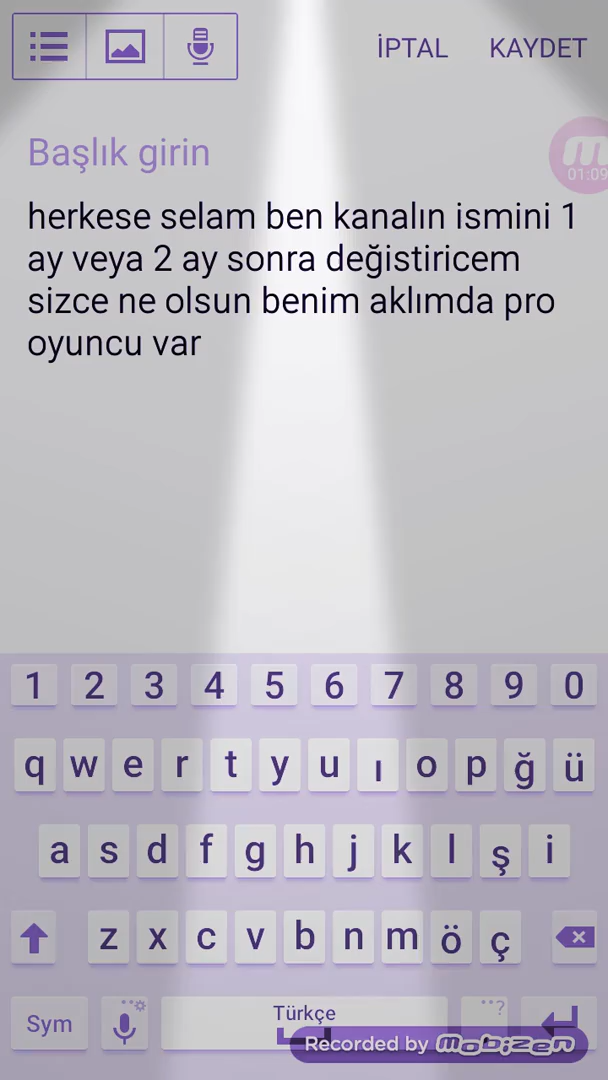 İPTAL KAYDET
Başlık girin
01:09
herkese selam ben kanalın ismini 1
ay veya 2 ay sonra değistiricem
sizce ne olsun benim aklımda pro
oyuncu var
1 2 3 4 5 6 7 8 9 0
q w e r t y u ı o p ğ ü
a s d f g h j k l ş i
z x c v b n m ö ç
Sym Türkçe ..?
Recorded by mobizen